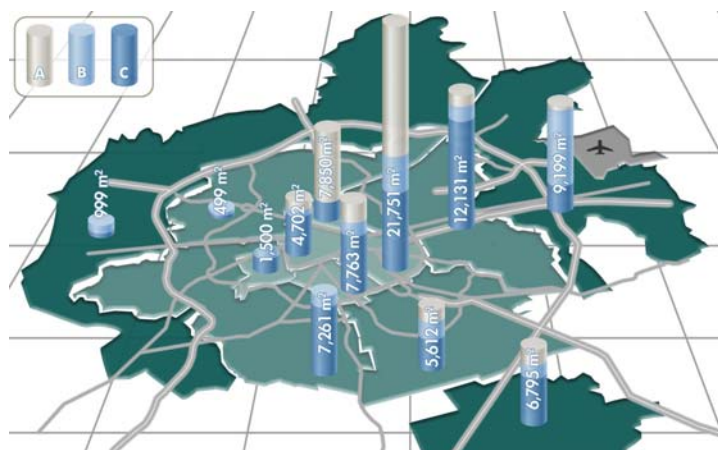 A B C
999 m²
499 m²
1,500 m²
4,702 m²
7,850 m²
7,763 m²
21,751 m²
12,131 m²
9,199 m²
7,261 m²
5,612 m²
6,795 m²